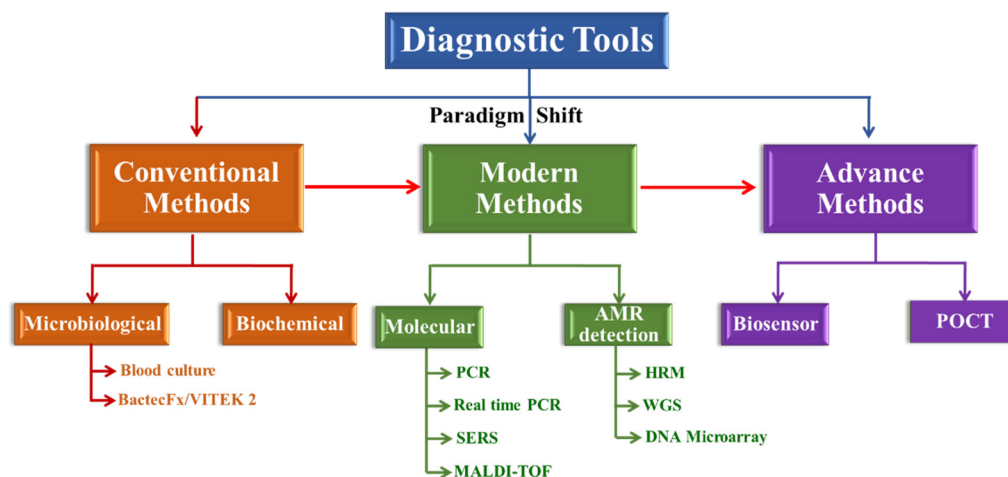 Diagnostic Tools
Paradigm Shift
Conventional
Methods
Modern
Methods
Advance
Methods
Microbiological
Biochemical
Molecular
AMR
detection
Biosensor
POCT
Blood culture
BactecFx/VITEK 2
PCR
Real time PCR
SERS
MALDI-TOF
HRM
WGS
DNA Microarray